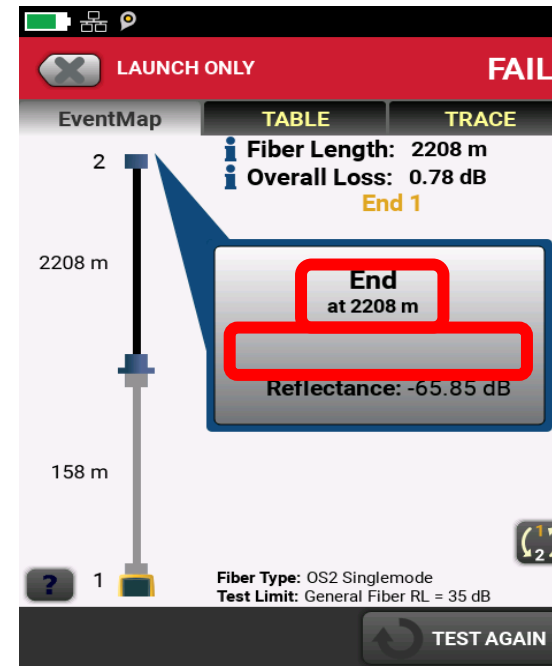 LAUNCH ONLY FAIL
EventMap TABLE TRACE
2
Fiber Length: 2208 m
Overall Loss: 0.78 dB
End 1
2208 m
End
at 2208 m
Reflectance: -65.85 dB
158 m
1
2
? 1
Fiber Type: OS2 Singlemode
Test Limit: General Fiber RL = 35 dB
TEST AGAIN